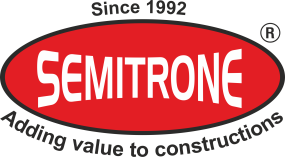 Since 1992
®
SEMITRONE
Adding value to constructions